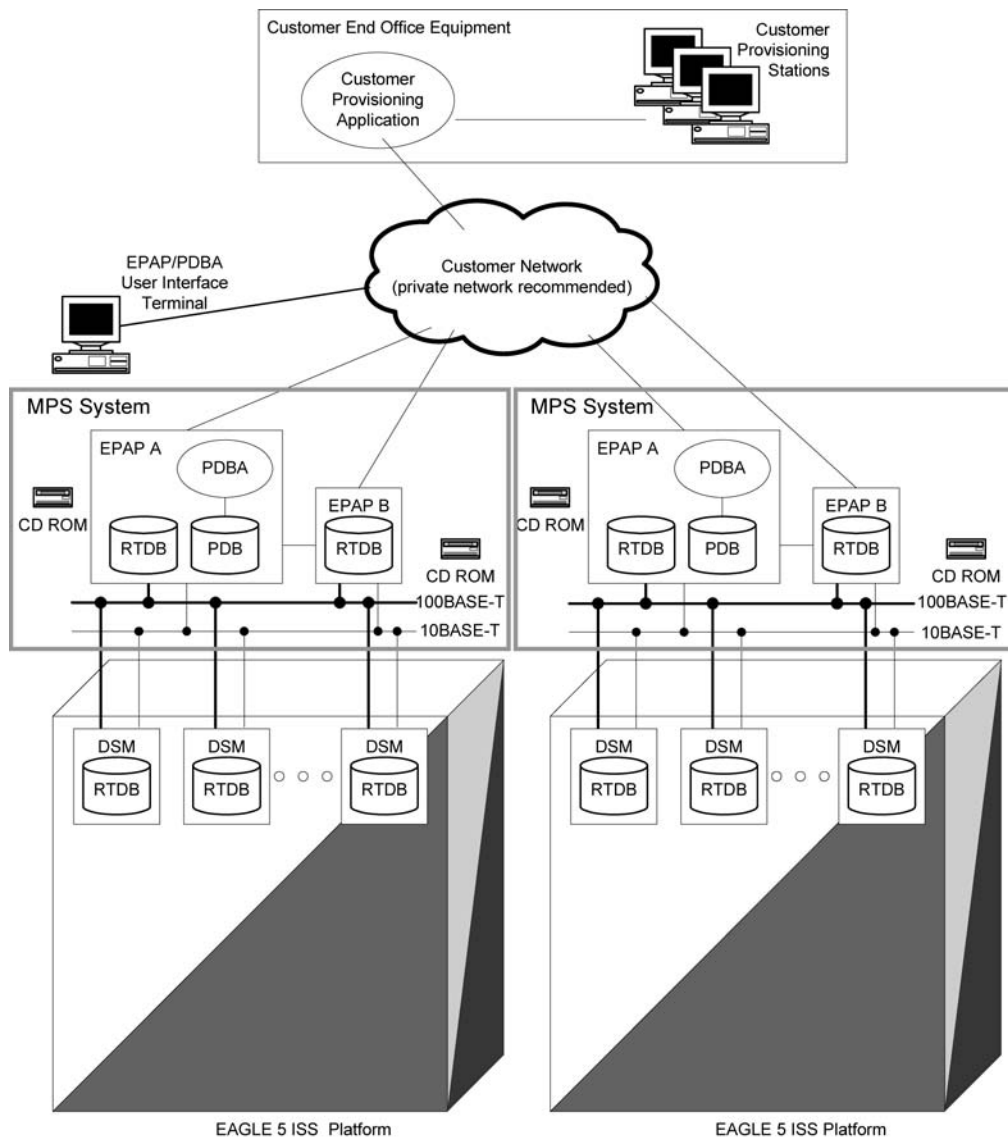 Customer End Office Equipment
Customer
Provisioning
Stations
Customer
Provisioning
Application
Customer Network
(private network recommended)
EPAP/PDBA
User Interface
Terminal
MPS System
EPAP A
PDBA
CD ROM
RTDB
PDB
EPAP B
RTDB
CD ROM
100BASE-T
10BASE-T
DSM
RTDB
DSM
RTDB
DSM
RTDB
EAGLE 5 ISS Platform
MPS System
EPAP A
PDBA
CD ROM
RTDB
PDB
EPAP B
RTDB
CD ROM
100BASE-T
10BASE-T
DSM
RTDB
DSM
RTDB
DSM
RTDB
EAGLE 5 ISS Platform